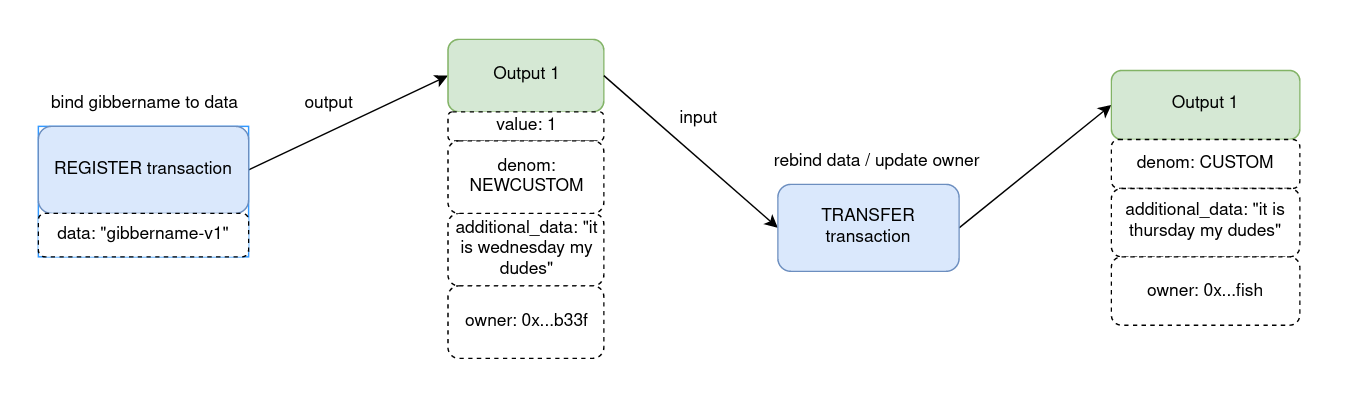 bind gibbername to data
REGISTER transaction
data: "gibbername-v1"
output
Output 1
value: 1
denom:
NEWCUSTOM
additional_data: "it
is wednesday my
dudes"
owner: 0x...b33f
input
rebind data / update owner
TRANSFER
transaction
Output 1
denom: CUSTOM
additional_data: "it is
thursday my dudes"
owner: 0x...fish